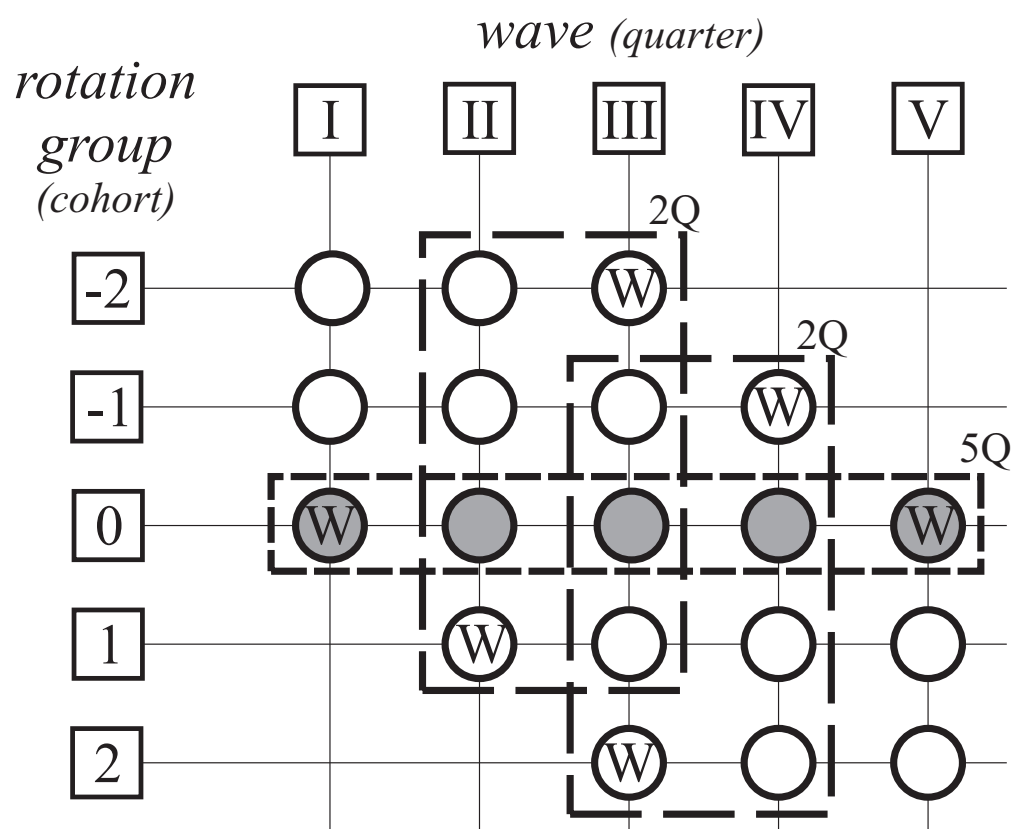 wave (quarter)
rotation
group
(cohort)
I II III IV V
2Q
-2 W
2Q
-1 W
5Q
0 W W
1 W
2 W